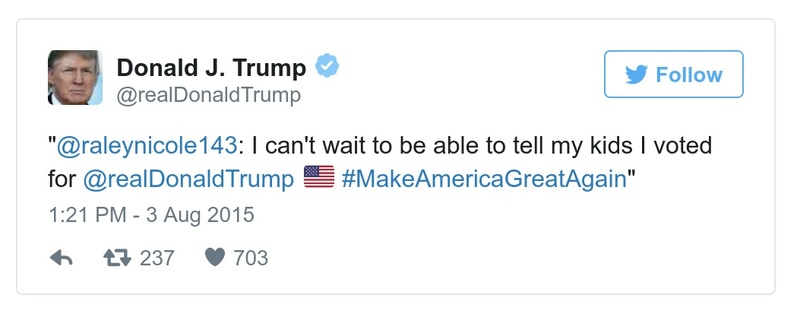 Donald J. Trump
@realDonaldTrump
Follow
"@raleynicole143: I can't wait to be able to tell my kids I voted
for @realDonaldTrump 🇺🇸 #MakeAmericaGreatAgain"
1:21 PM - 3 Aug 2015
237 703